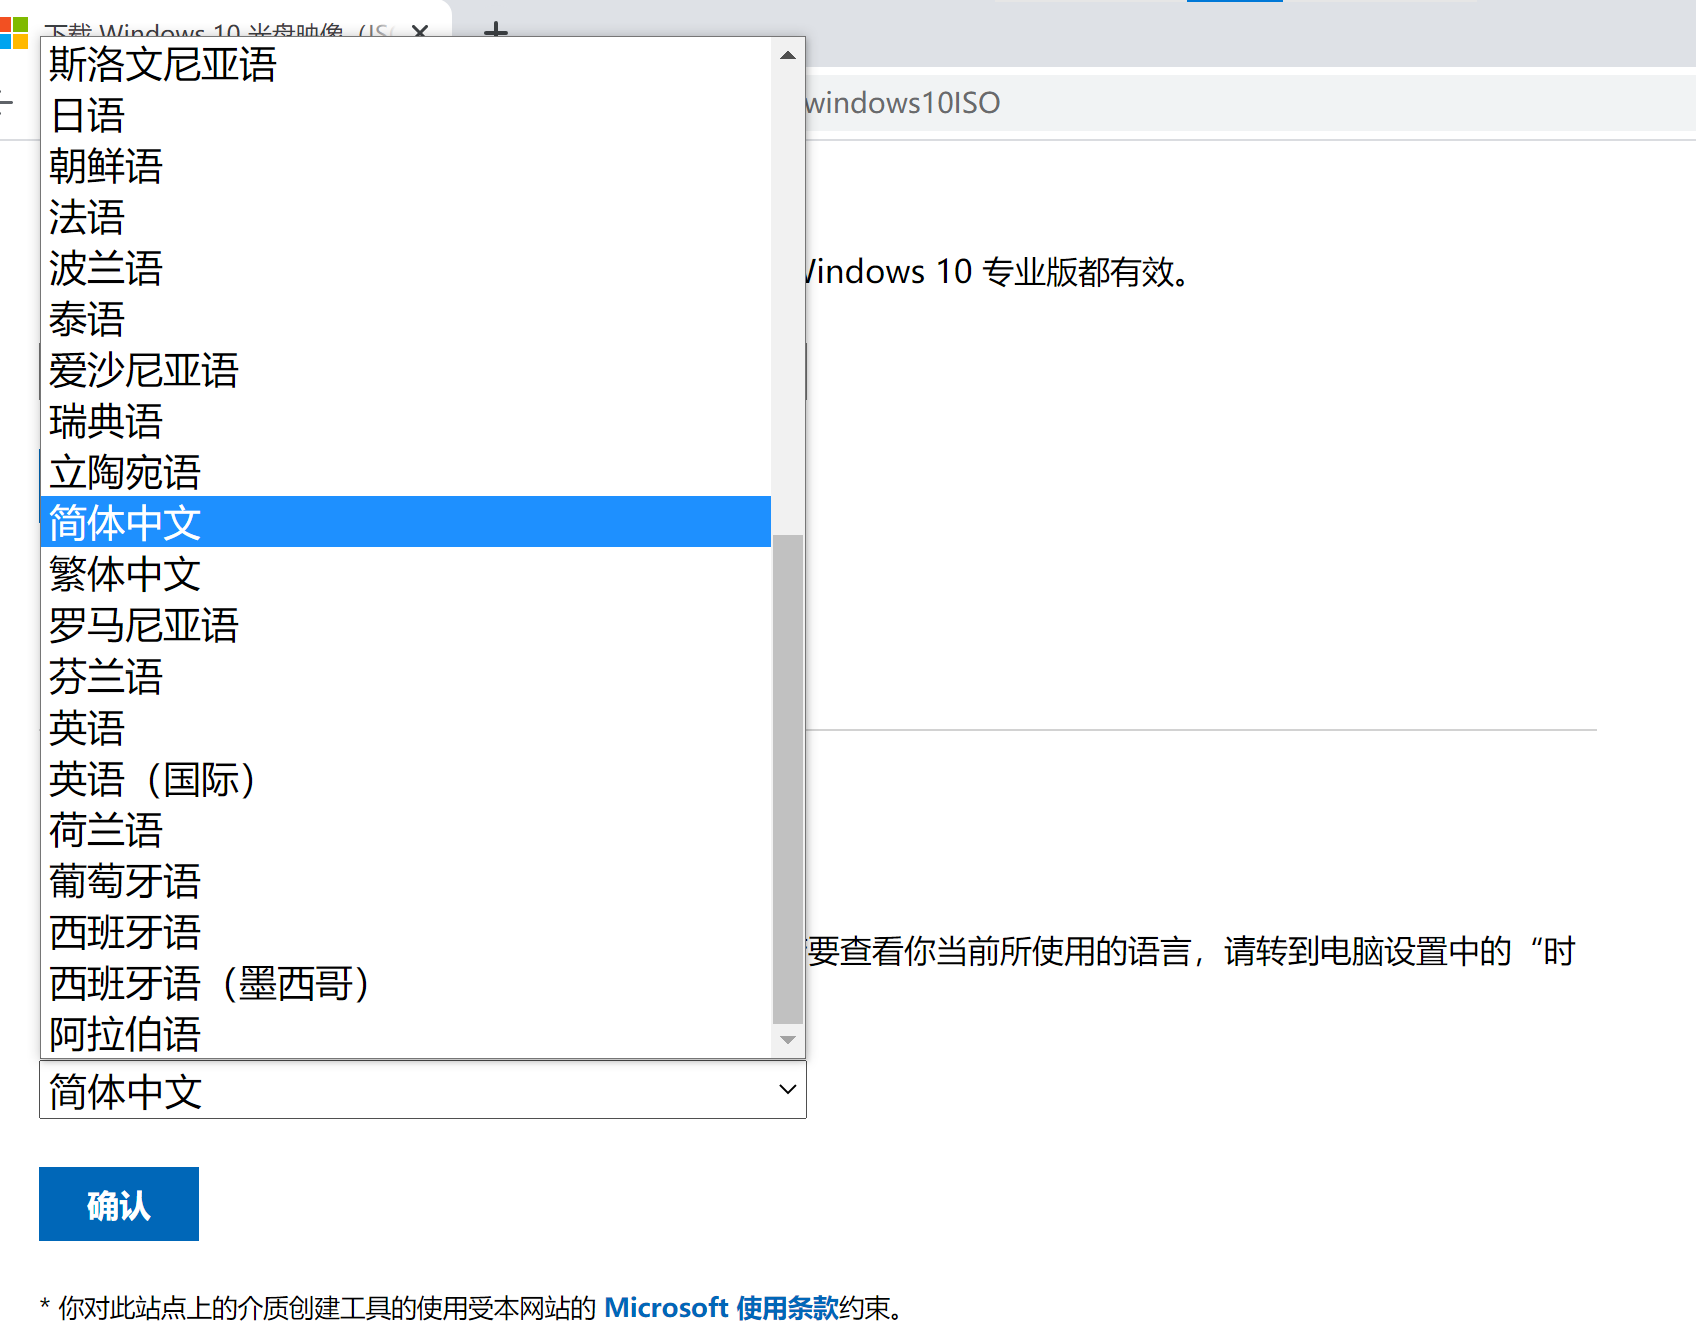 下载 Windows 10 光盘映像（IS
斯洛文尼亚语
windows10ISO
日语
朝鲜语
法语
波兰语
Windows 10 专业版都有效。
泰语
爱沙尼亚语
瑞典语
立陶宛语
简体中文
繁体中文
罗马尼亚语
芬兰语
英语
英语（国际）
荷兰语
葡萄牙语
西班牙语
要查看你当前所使用的语言，请转到电脑设置中的“时
西班牙语（墨西哥）
阿拉伯语
简体中文
确认
* 你对此站点上的介质创建工具的使用受本网站的 Microsoft 使用条款约束。